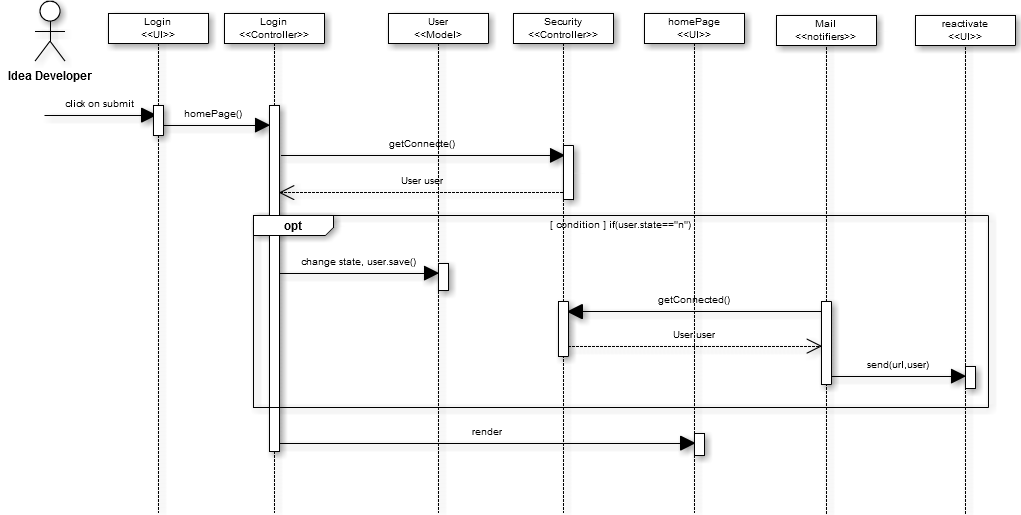 Login
<<UI>>
Login
<<Controller>>
User
<<Model>
Security
<<Controller>>
homePage
<<UI>>
Mail
<<notifiers>>
reactivate
<<UI>>
Idea Developer
click on submit
homePage()
getConnecte()
User user
opt
[ condition ] if(user.state=="n")
change state, user.save()
getConnected()
User user
send(url,user)
render